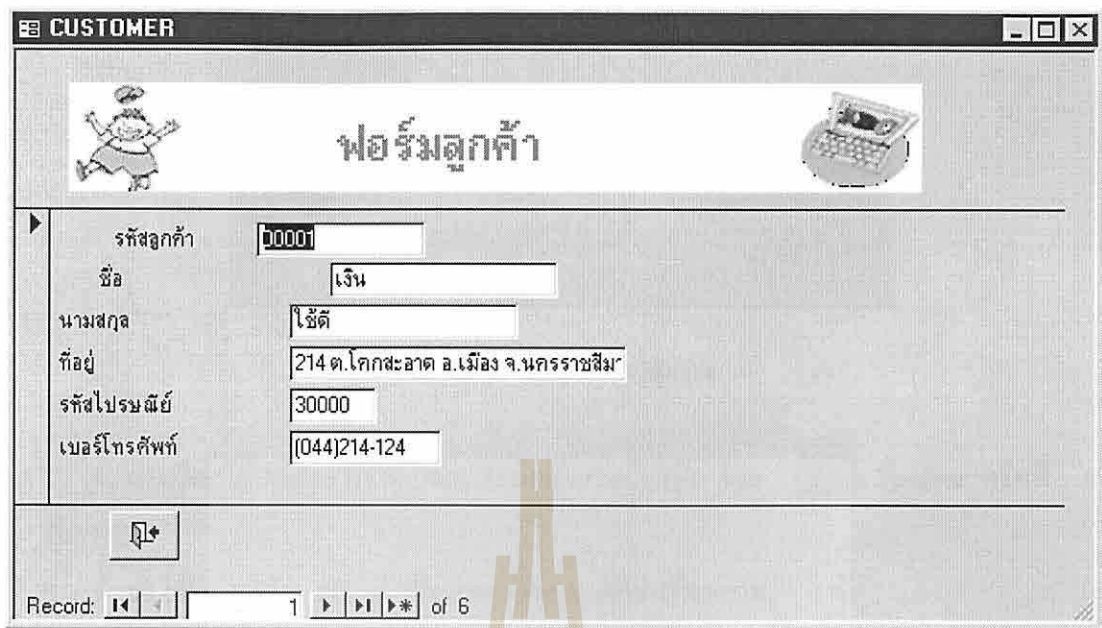 CUSTOMER
ฟอร์มลูกค้า
รหัสลูกค้า 00001
ชื่อ เงิน
นามสกุล ใช้ดี
ที่อยู่ 214 ต.โคกสะอาด อ.เมือง จ.นครราชสีมา
รหัสไปรษณีย์ 30000
เบอร์โทรศัพท์ (044)214-124
Record: 1 of 6